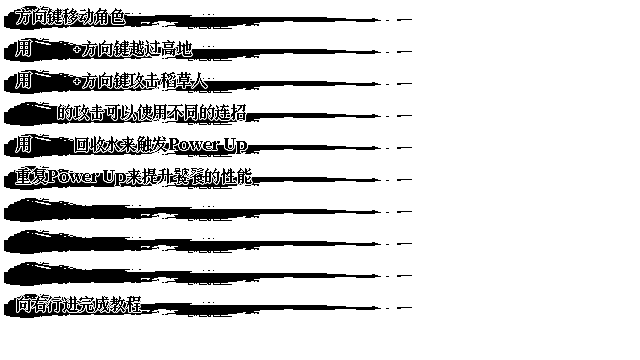 方向键移动角色
用 +方向键越过高地
用 +方向键攻击稻草人
的攻击可以使用不同的连招
用 回收水来触发Power Up
重复Power Up来提升饕餮的性能
向右行进完成教程